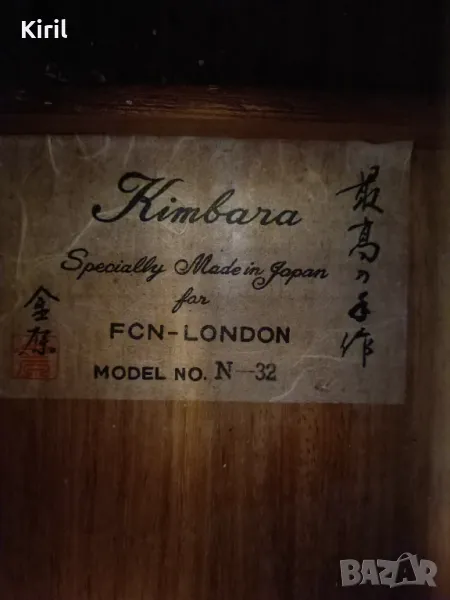 Kiril
Kimbara
Specially Made in Japan
for
FCN-LONDON
MODEL NO. N-32
最高の手作
金原
BAZAR